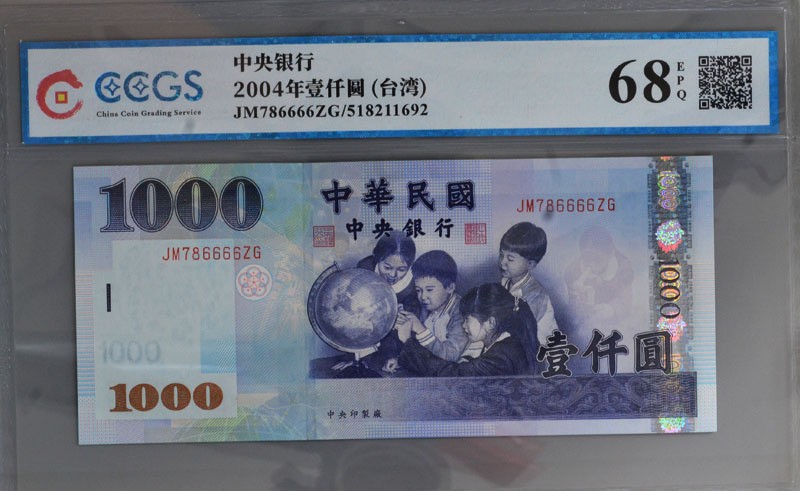 CCGS
China Coin Grading Service
中央银行
2004年壹仟圓(台湾)
JM786666ZG/518211692
68
EPQ
1000
中華民國
中央銀行
JM786666ZG
JM786666ZG
1000
1000
1000
壹仟圓
中央印製廠